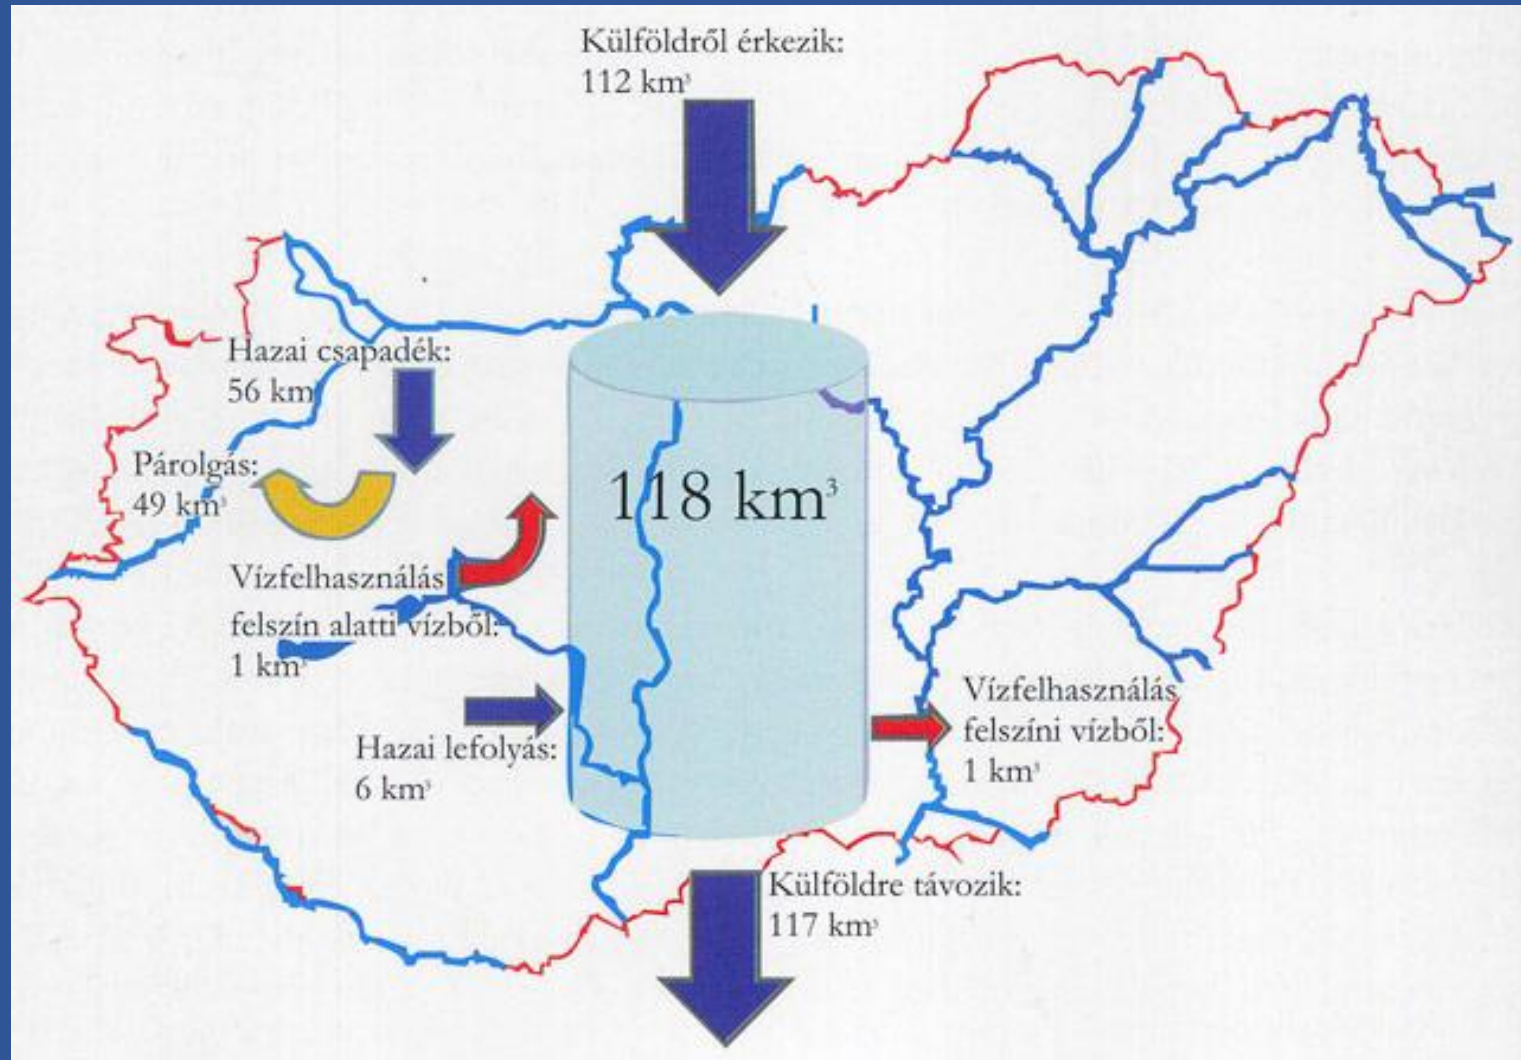 Külföldről érkezik:
112 km³
Hazai csapadék:
56 km³
Párolgás:
49 km³
118 km³
Vízfelhasználás
felszín alatti vízből:
1 km³
Vízfelhasználás
felszíni vízből:
1 km³
Hazai lefolyás:
6 km³
Külföldre távozik:
117 km³